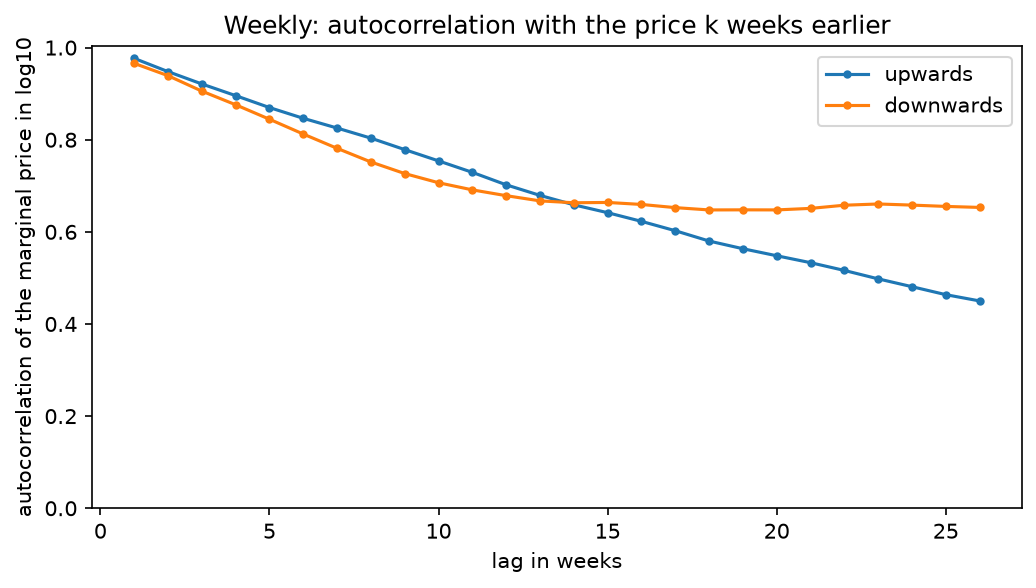 Weekly: autocorrelation with the price k weeks earlier
autocorrelation of the marginal price in log10
1.0
0.8
0.6
0.4
0.2
0.0
upwards
downwards
0
5
10
15
20
25
lag in weeks